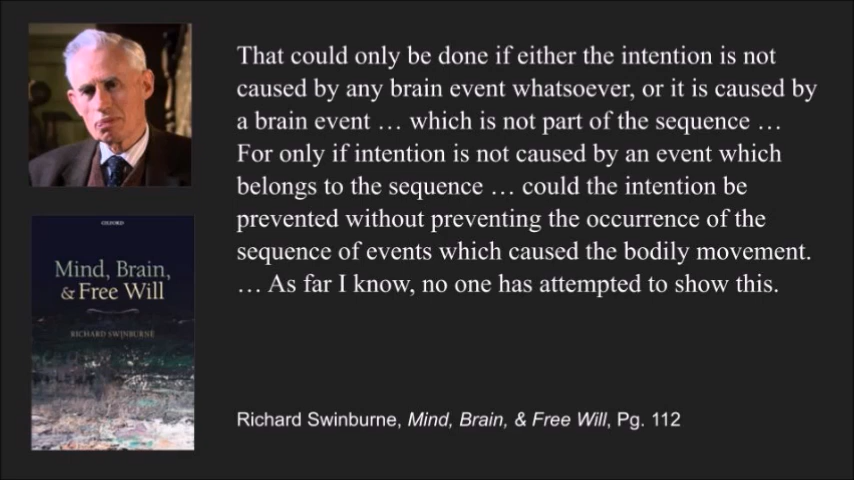 That could only be done if either the intention is not
caused by any brain event whatsoever, or it is caused by
a brain event … which is not part of the sequence …
For only if intention is not caused by an event which
belongs to the sequence … could the intention be
prevented without preventing the occurrence of the
sequence of events which caused the bodily movement.
… As far I know, no one has attempted to show this.
OXFORD
Mind, Brain,
& Free Will
RICHARD SWINBURNE
Richard Swinburne, Mind, Brain, & Free Will, Pg. 112